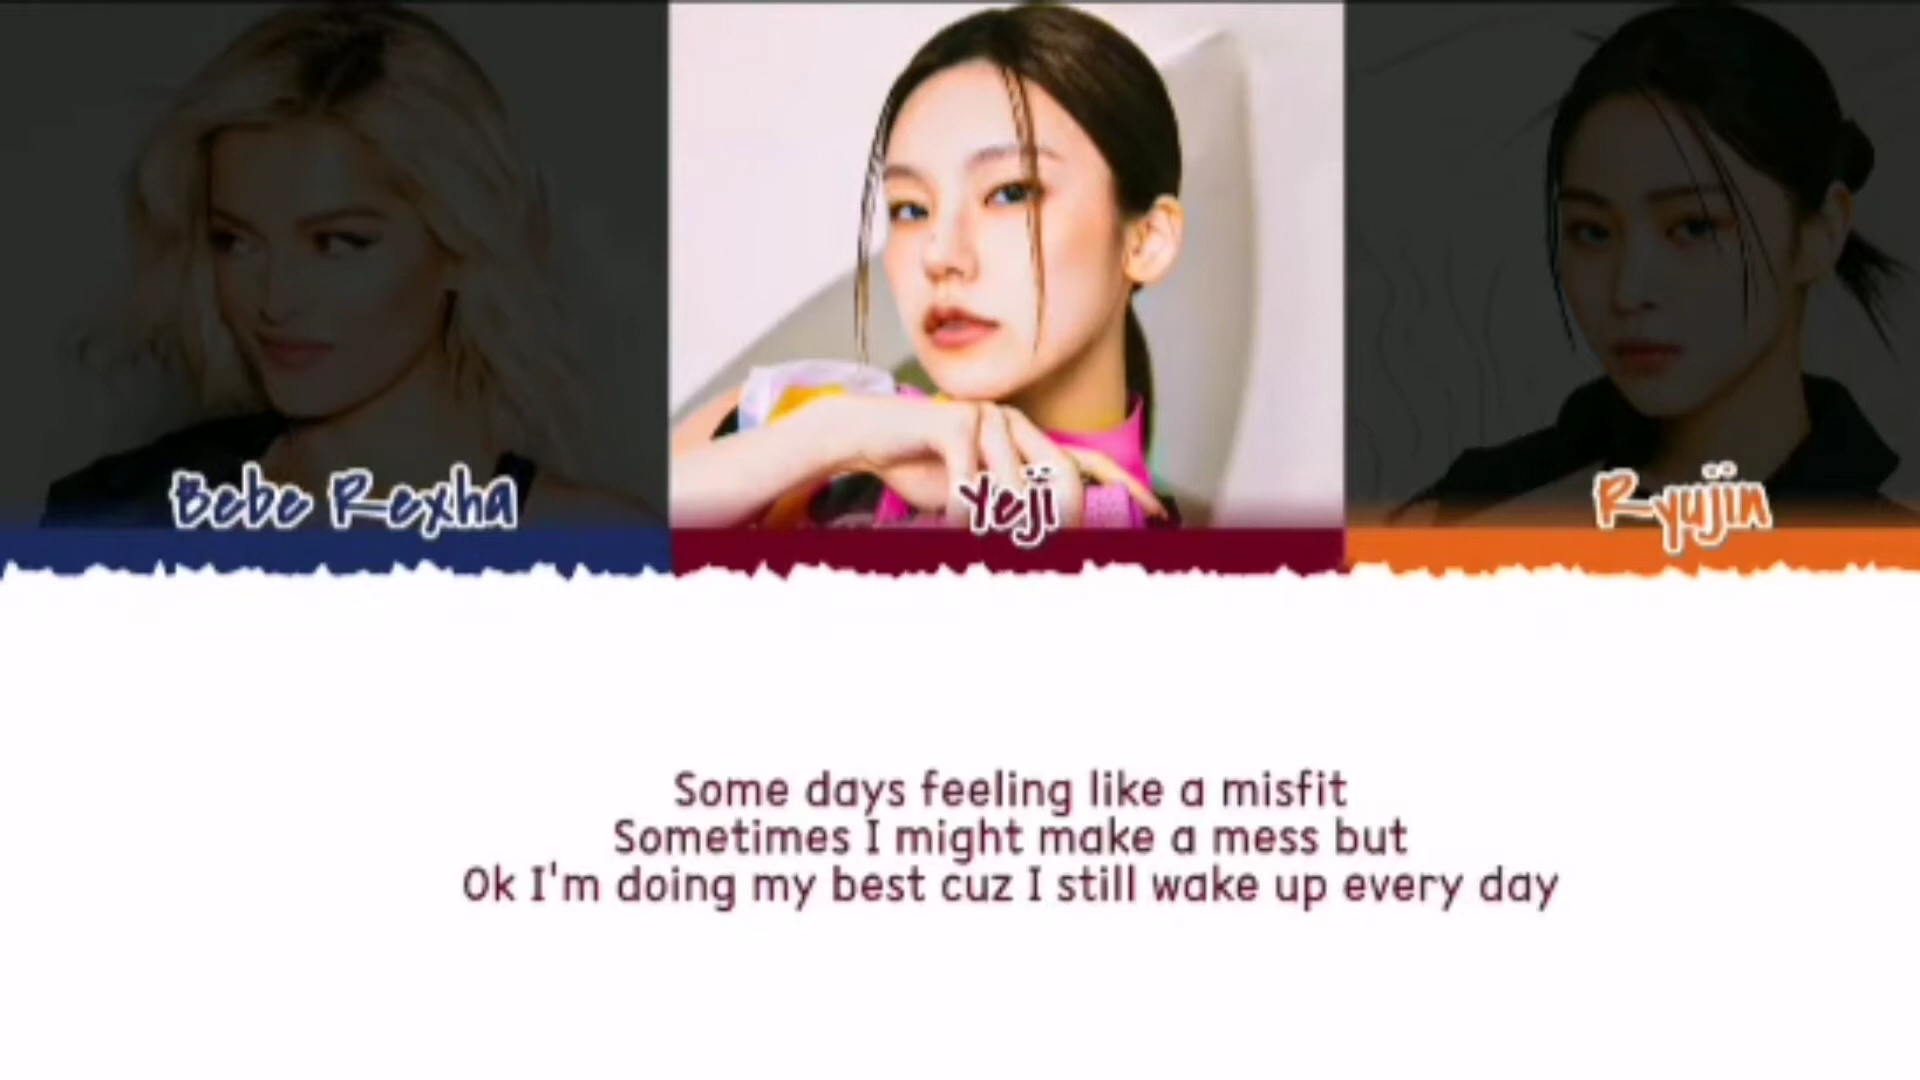 Bebe Rexha
Yeji
Ryujin
Some days feeling like a misfit
Sometimes I might make a mess but
Ok I'm doing my best cuz I still wake up every day